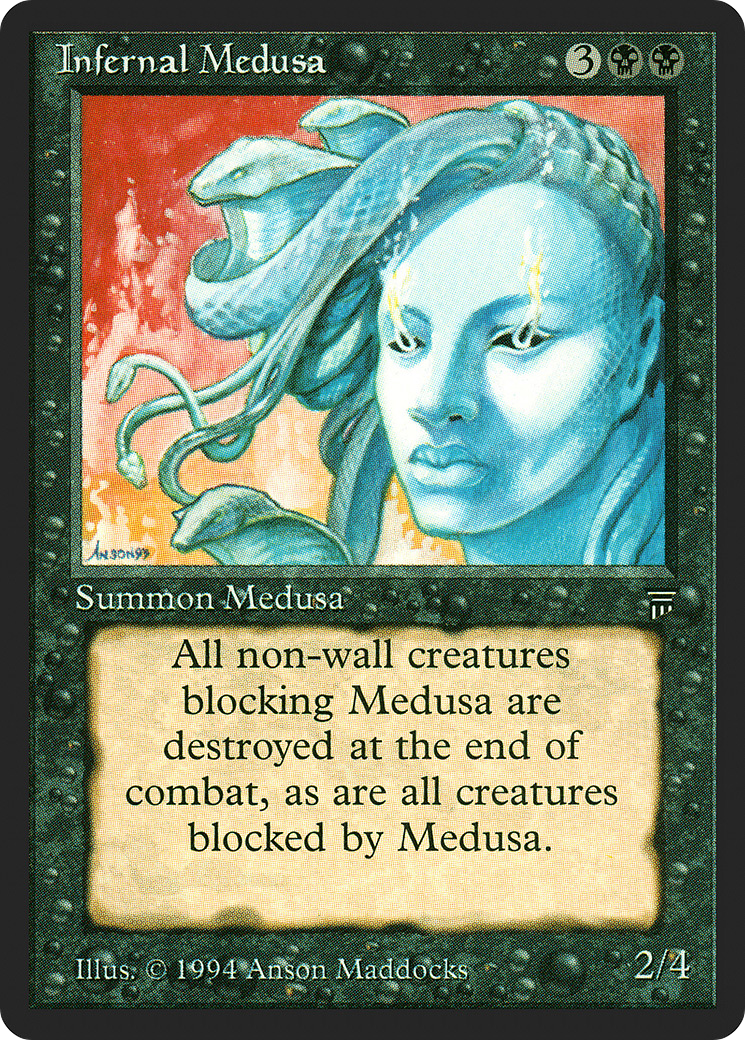 Infernal Medusa
3
ANSON93
Summon Medusa
All non-wall creatures
blocking Medusa are
destroyed at the end of
combat, as are all creatures
blocked by Medusa.
Illus. © 1994 Anson Maddocks
2/4